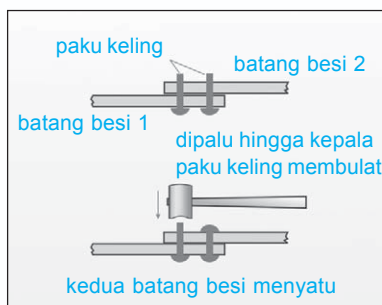 paku keling
batang besi 2
batang besi 1
dipalu hingga kepala
paku keling membulat
kedua batang besi menyatu